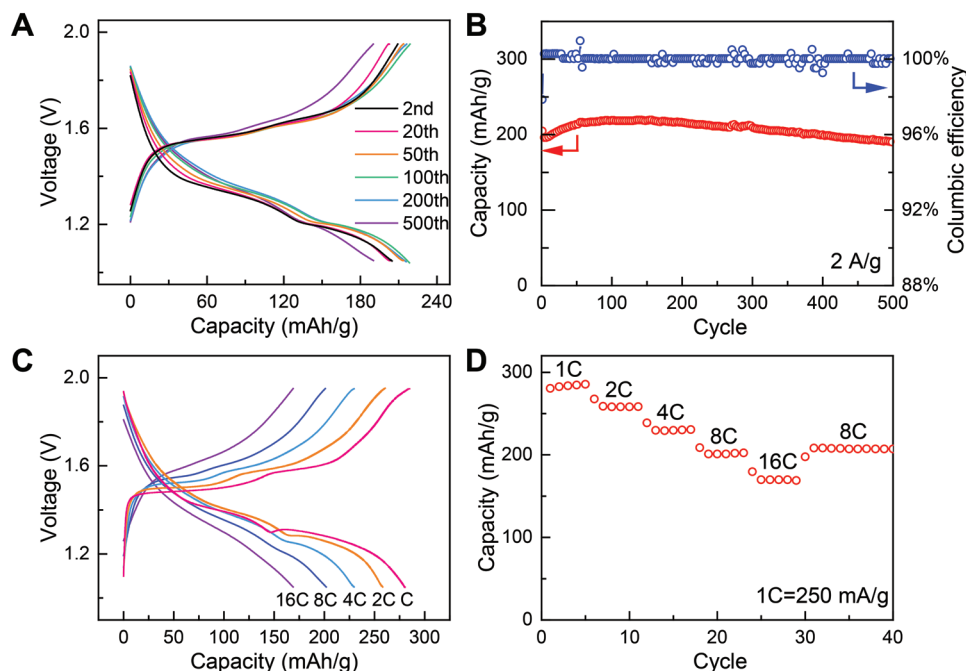 A
2.0
1.6
1.2
Voltage (V)
2nd
20th
50th
100th
200th
500th
0 60 120 180 240
Capacity (mAh/g)
B
300
200
100
0
Capacity (mAh/g)
100%
96%
92%
88%
Columbic efficiency
2 A/g
0 100 200 300 400 500
Cycle
C
2.0
1.6
1.2
Voltage (V)
16C 8C 4C 2C C
0 50 100 150 200 250 300
Capacity (mAh/g)
D
300
200
100
0
Capacity (mAh/g)
1C
2C
4C
8C
16C
8C
1C=250 mA/g
0 10 20 30 40
Cycle